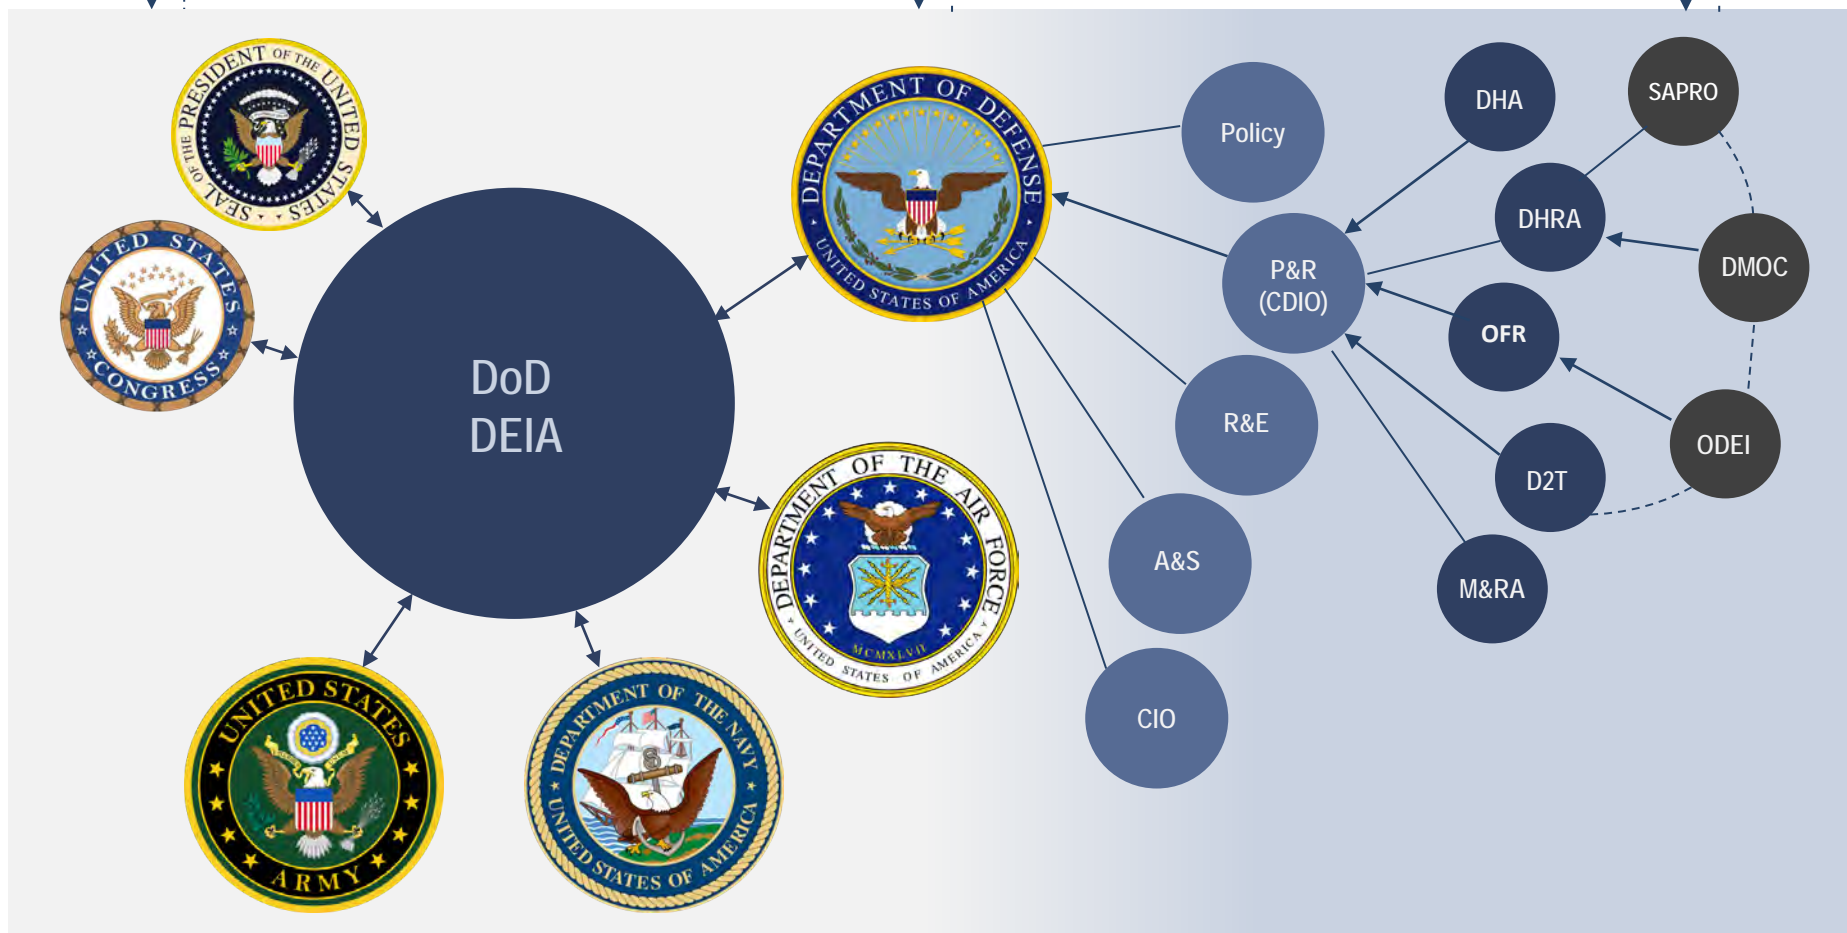 SEAL OF THE PRESIDENT OF THE UNITED STATES
UNITED STATES
CONGRESS
DoD
DEIA
DEPARTMENT OF DEFENSE
UNITED STATES OF AMERICA
DEPARTMENT OF THE AIR FORCE
MCMXLVII
UNITED STATES OF AMERICA
UNITED STATES
ARMY
DEPARTMENT OF THE NAVY
UNITED STATES OF AMERICA
Policy
P&R
(CDIO)
R&E
A&S
CIO
DHA
DHRA
OFR
D2T
M&RA
SAPRO
DMOC
ODEI